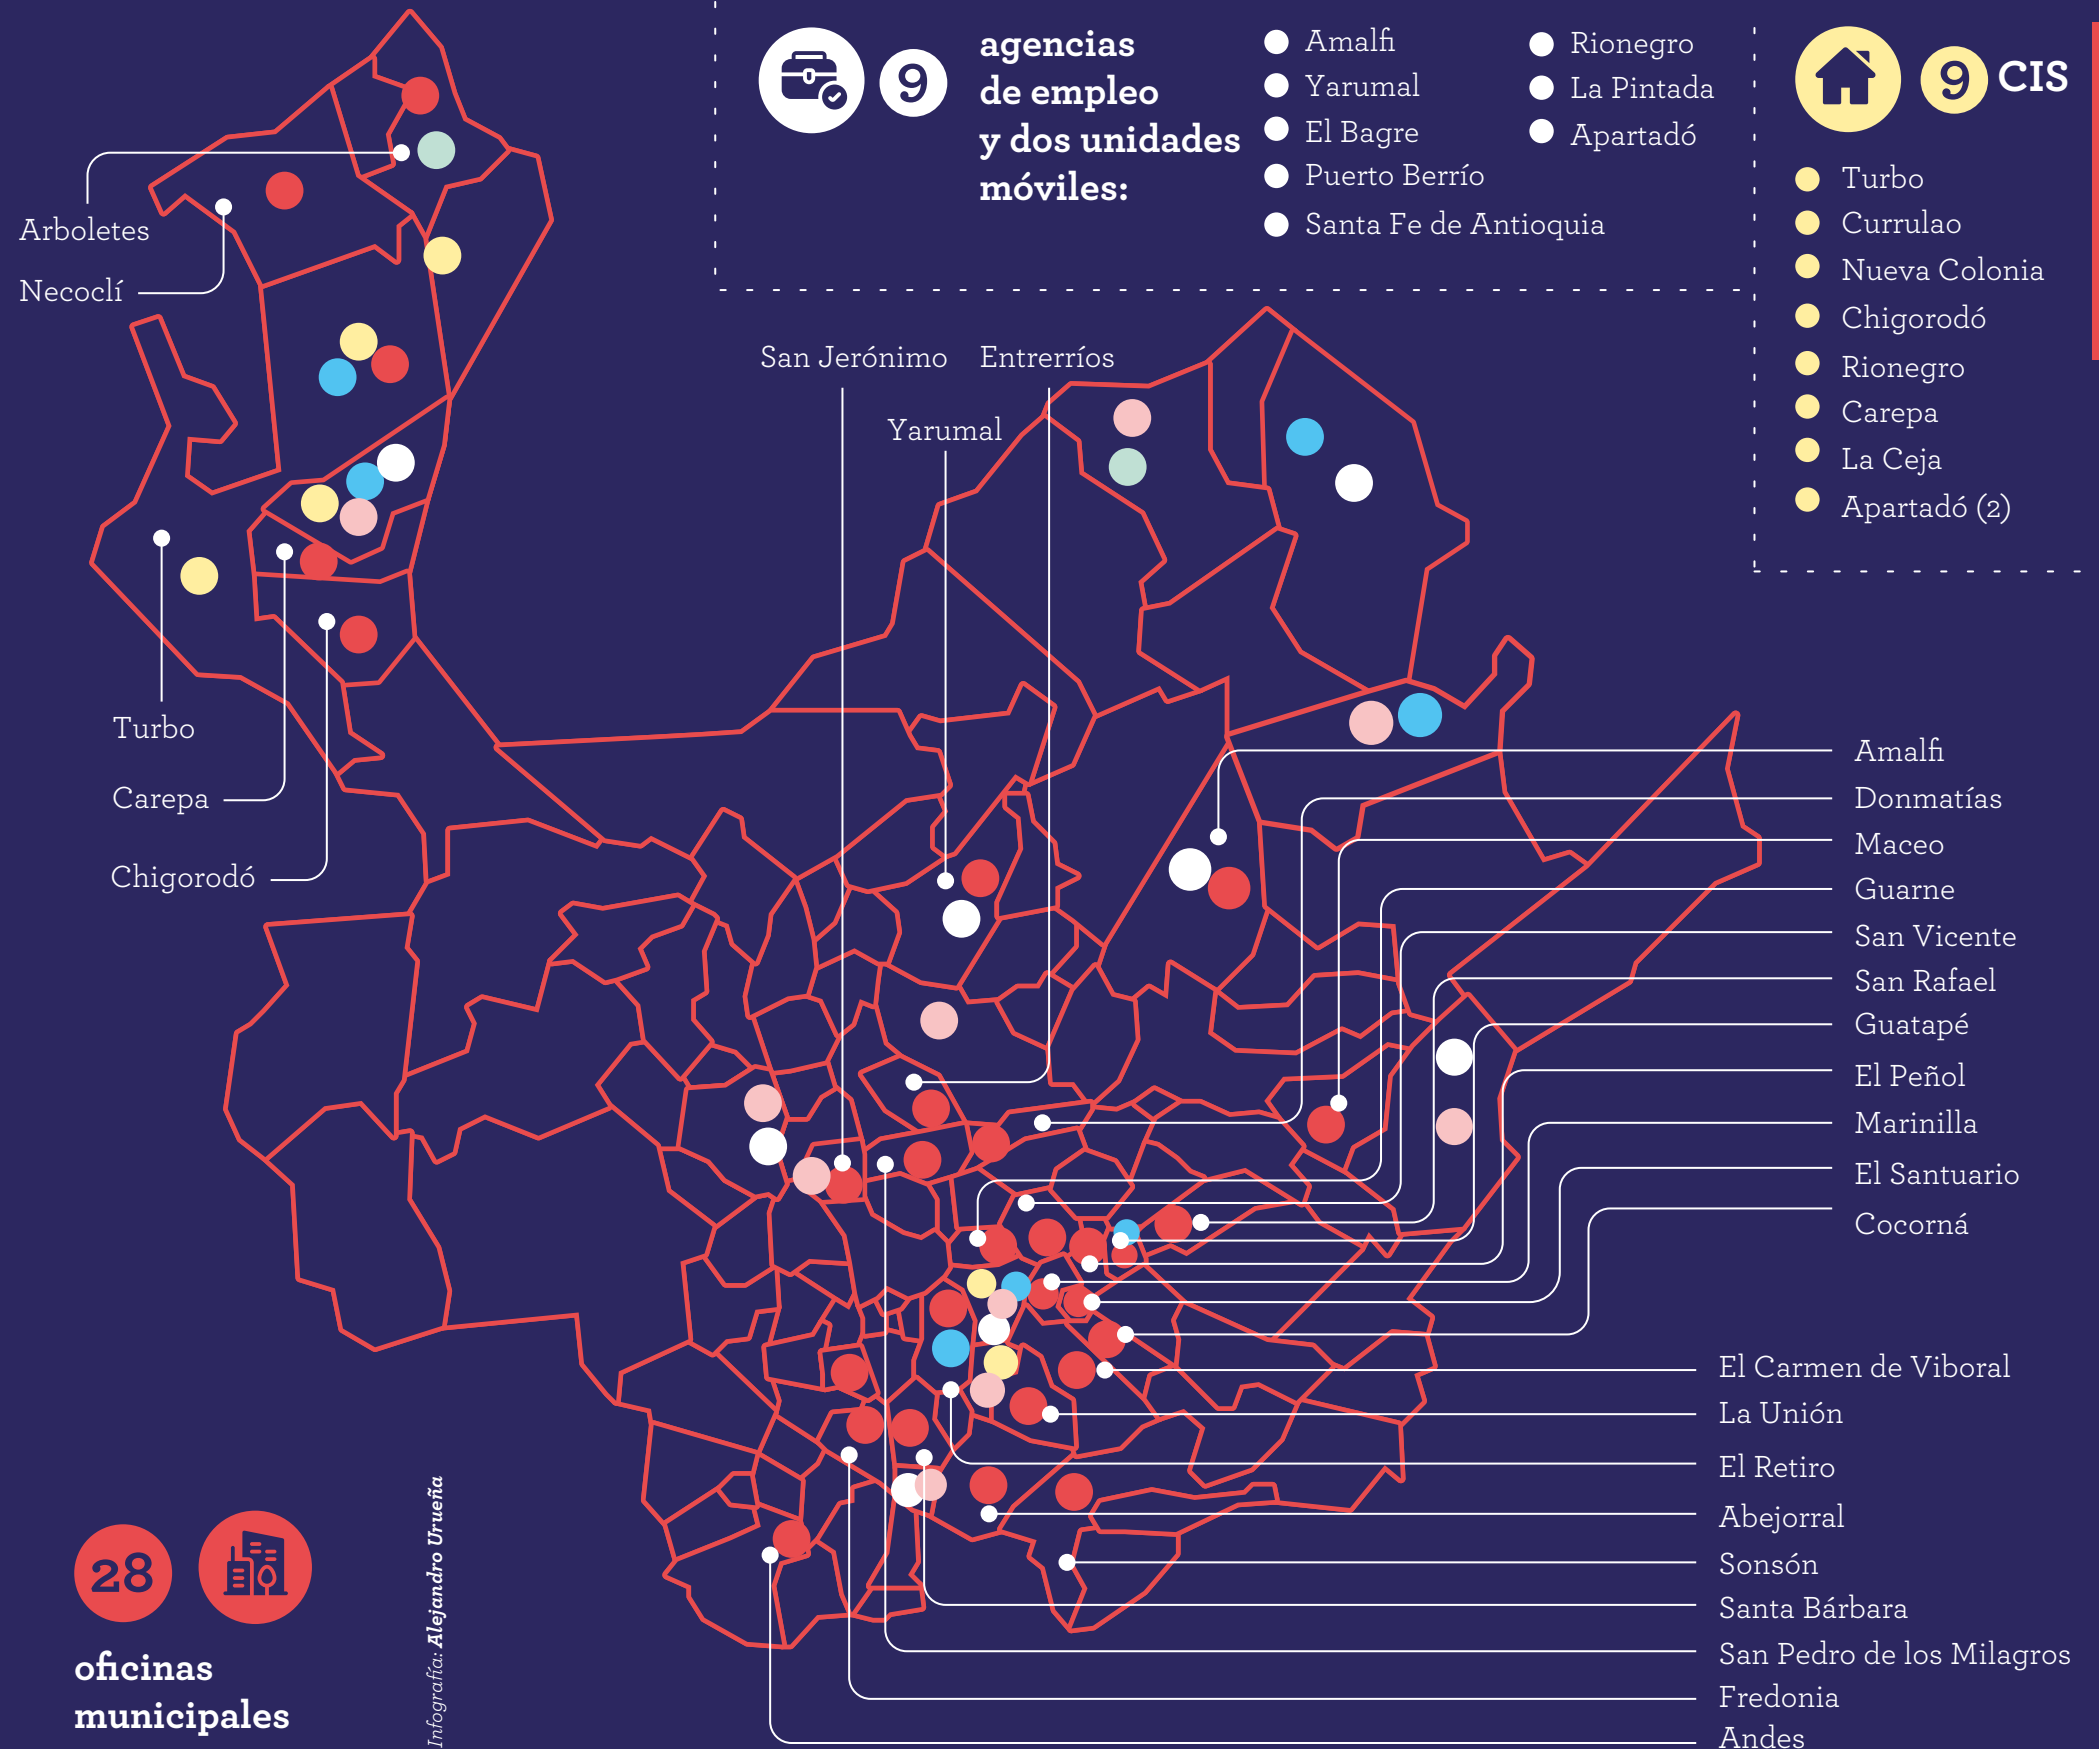 9
agencias
de empleo
y dos unidades
móviles:
Amalfi
Yarumal
El Bagre
Puerto Berrío
Santa Fe de Antioquia
Rionegro
La Pintada
Apartadó
9 CIS
Turbo
Currulao
Nueva Colonia
Chigorodó
Rionegro
Carepa
La Ceja
Apartadó (2)
Arboletes
Necoclí
San Jerónimo
Entrerríos
Yarumal
Turbo
Carepa
Chigorodó
Amalfi
Donmatías
Maceo
Guarne
San Vicente
San Rafael
Guatapé
El Peñol
Marinilla
El Santuario
Cocorná
El Carmen de Viboral
La Unión
El Retiro
Abejorral
Sonsón
Santa Bárbara
San Pedro de los Milagros
Fredonia
Andes
28
oficinas
municipales
Infografía: Alejandro Urueña